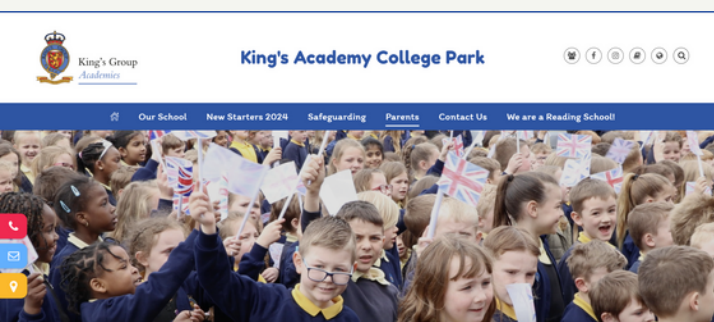 King's Group
Academies
King's Academy College Park
Our School New Starters 2024 Safeguarding Parents Contact Us We are a Reading School!